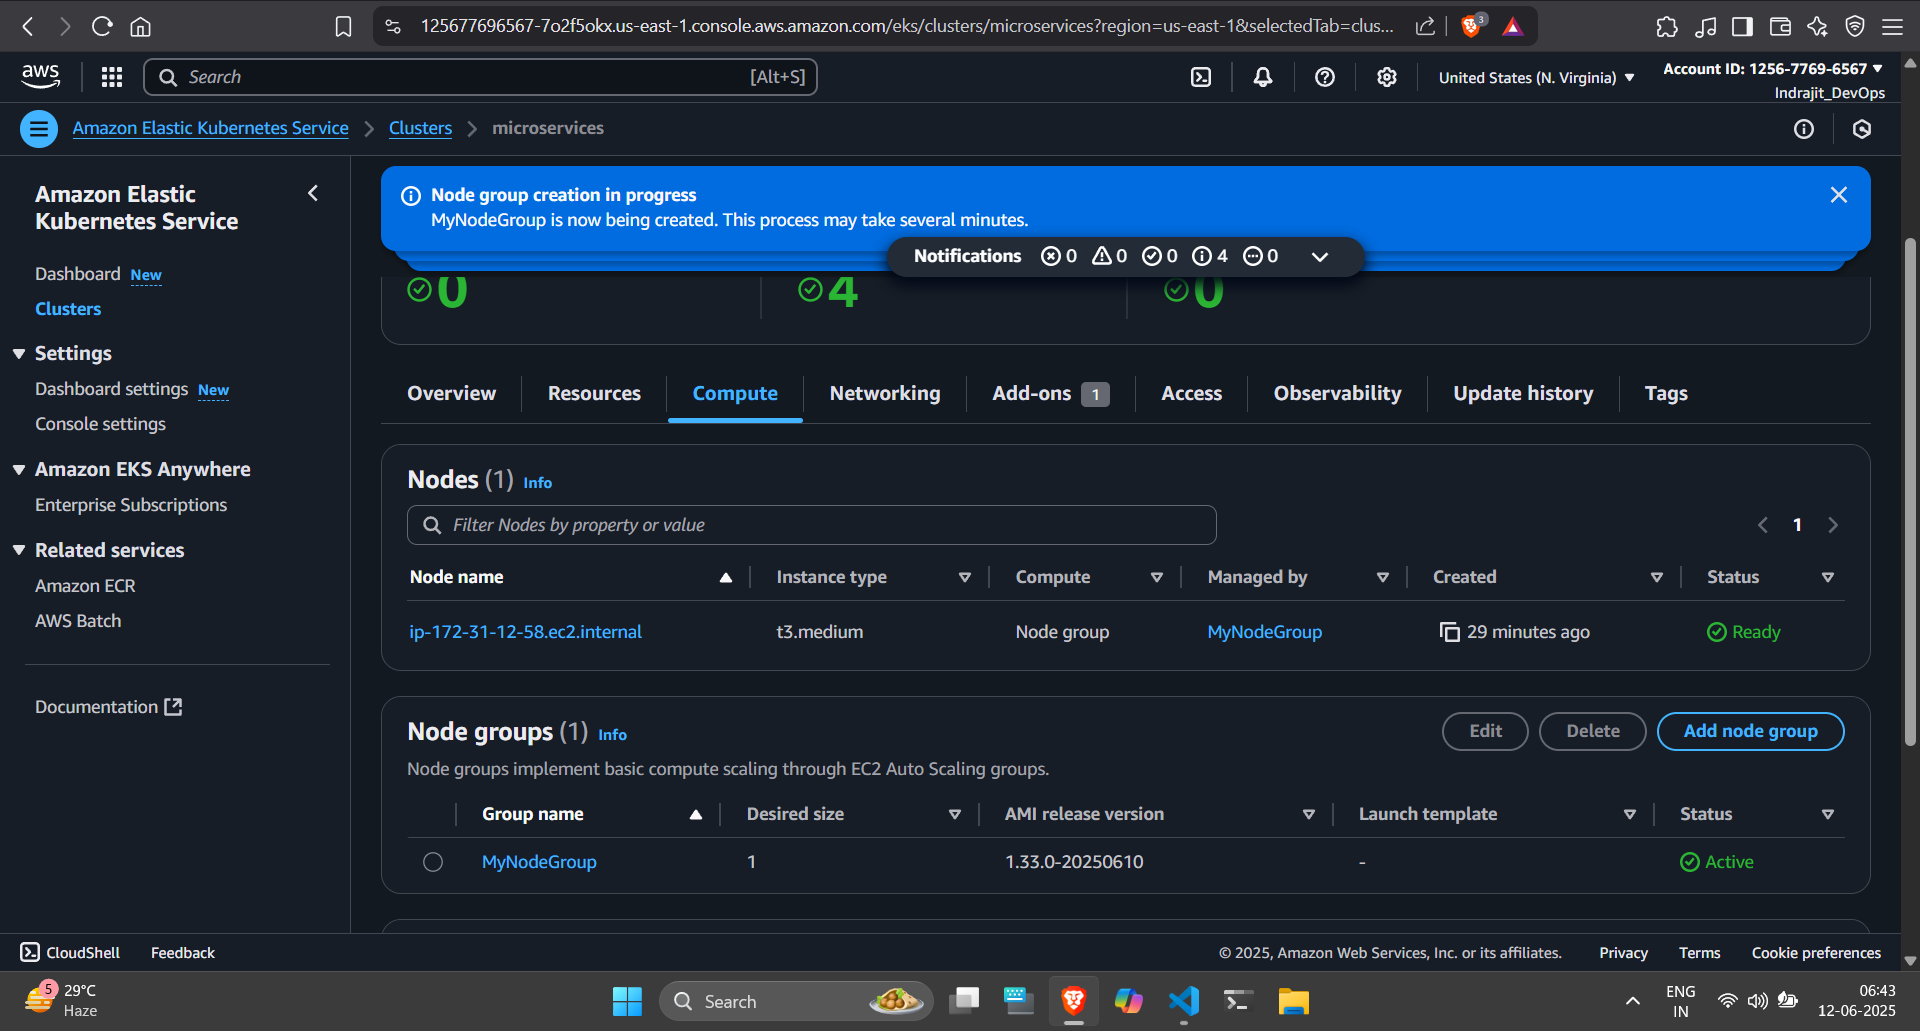 125677696567-7o2f5okx.us-east-1.console.aws.amazon.com/eks/clusters/microservices?region=us-east-1&selectedTab=clus...
3
aws
Search
[Alt+S]
United States (N. Virginia)
Account ID: 1256-7769-6567
Indrajit_DevOps
Amazon Elastic Kubernetes Service
Clusters
microservices
Amazon Elastic
Kubernetes Service
Dashboard New
Clusters
Settings
Dashboard settings New
Console settings
Amazon EKS Anywhere
Enterprise Subscriptions
Related services
Amazon ECR
AWS Batch
Documentation
Node group creation in progress
MyNodeGroup is now being created. This process may take several minutes.
Notifications 0 0 0 4 0
0 4 0
Overview Resources Compute Networking Add-ons 1 Access Observability Update history Tags
Nodes (1) Info
Filter Nodes by property or value
1
Node name Instance type Compute Managed by Created Status
ip-172-31-12-58.ec2.internal t3.medium Node group MyNodeGroup 29 minutes ago Ready
Node groups (1) Info
Edit Delete Add node group
Node groups implement basic compute scaling through EC2 Auto Scaling groups.
Group name Desired size AMI release version Launch template Status
MyNodeGroup 1 1.33.0-20250610 - Active
CloudShell Feedback
© 2025, Amazon Web Services, Inc. or its affiliates. Privacy Terms Cookie preferences
5
29°C
Haze
Search
ENG
IN
06:43
12-06-2025